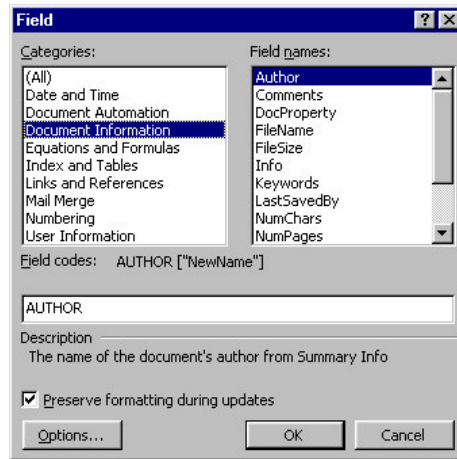 Field
Categories:
(All)
Date and Time
Document Automation
Document Information
Equations and Formulas
Index and Tables
Links and References
Mail Merge
Numbering
User Information
Field names:
Author
Comments
DocProperty
FileName
FileSize
Info
Keywords
LastSavedBy
NumChars
NumPages
Field codes: AUTHOR ["NewName"]
AUTHOR
Description
The name of the document's author from Summary Info
Preserve formatting during updates
Options... OK Cancel